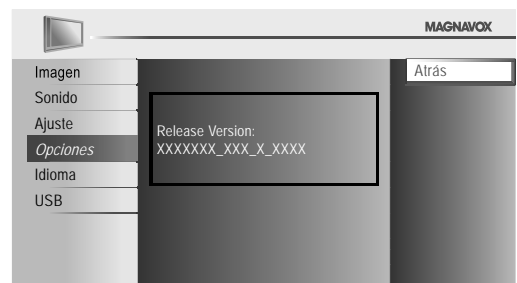 MAGNAVOX
Imagen
Sonido
Ajuste
Opciones
Idioma
USB
Release Version:
XXXXXXX_XXX_X_XXXX
Atrás